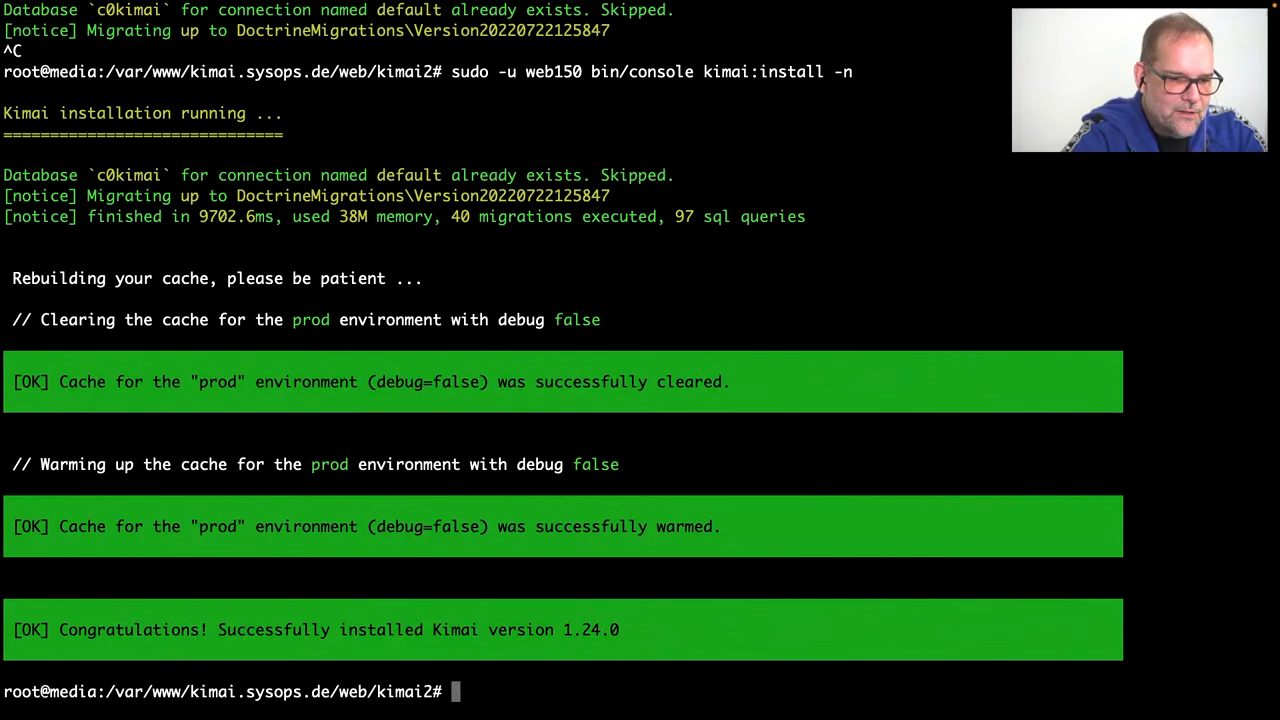 Database `c0kimai` for connection named default already exists. Skipped.
[notice] Migrating up to DoctrineMigrations\Version20220722125847
^C
root@media:/var/www/kimai.sysops.de/web/kimai2# sudo -u web150 bin/console kimai:install -n
Kimai installation running ...
==============================
Database `c0kimai` for connection named default already exists. Skipped.
[notice] Migrating up to DoctrineMigrations\Version20220722125847
[notice] finished in 9702.6ms, used 38M memory, 40 migrations executed, 97 sql queries
Rebuilding your cache, please be patient ...
// Clearing the cache for the prod environment with debug false
[OK] Cache for the "prod" environment (debug=false) was successfully cleared.
// Warming up the cache for the prod environment with debug false
[OK] Cache for the "prod" environment (debug=false) was successfully warmed.
[OK] Congratulations! Successfully installed Kimai version 1.24.0
root@media:/var/www/kimai.sysops.de/web/kimai2#